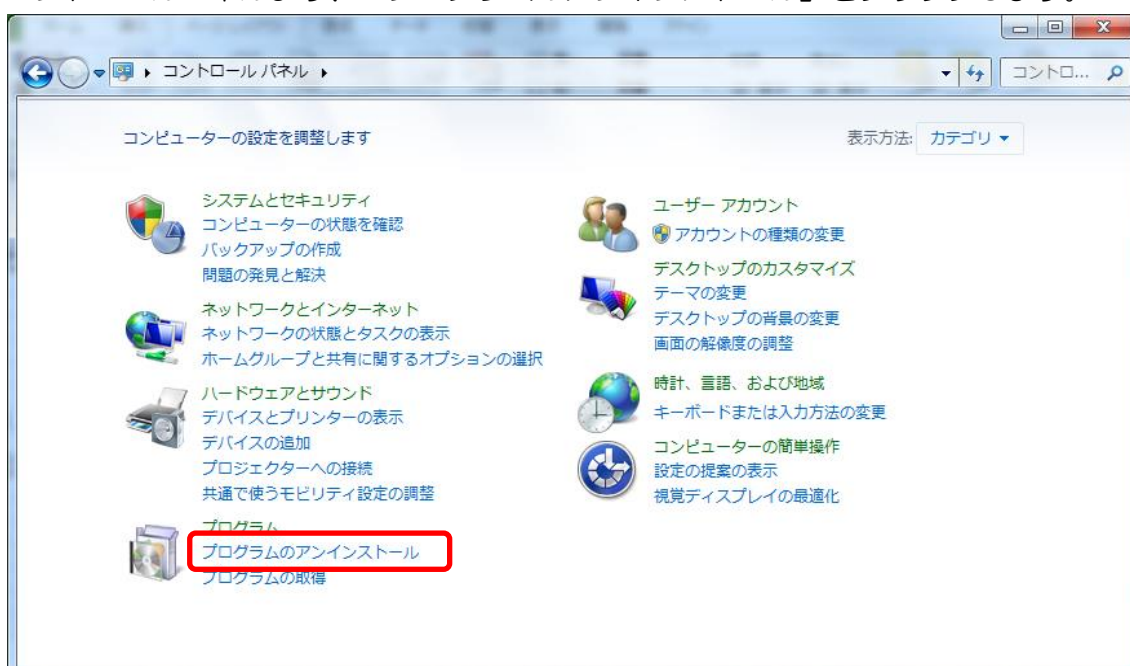 」をクリックします。
コントロール パネル
コントロ...
コンピューターの設定を調整します
表示方法: カテゴリ
システムとセキュリティ
コンピューターの状態を確認
バックアップの作成
問題の発見と解決
ネットワークとインターネット
ネットワークの状態とタスクの表示
ホームグループと共有に関するオプションの選択
ハードウェアとサウンド
デバイスとプリンターの表示
デバイスの追加
プロジェクターへの接続
共通で使うモビリティ設定の調整
プログラム
プログラムのアンインストール
プログラムの取得
ユーザー アカウント
アカウントの種類の変更
デスクトップのカスタマイズ
テーマの変更
デスクトップの背景の変更
画面の解像度の調整
時計、言語、および地域
キーボードまたは入力方法の変更
コンピューターの簡単操作
設定の提案の表示
視覚ディスプレイの最適化